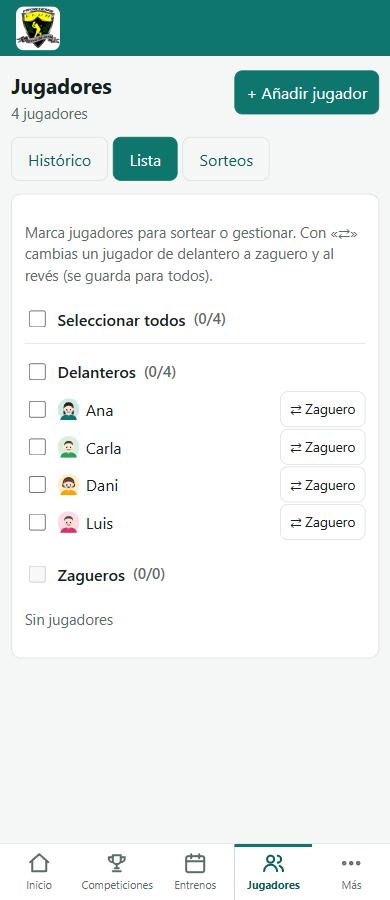 Jugadores
4 jugadores
+ Añadir jugador
Histórico
Lista
Sorteos
Marca jugadores para sortear o gestionar. Con «⇄»
cambias un jugador de delantero a zaguero y al
revés (se guarda para todos).
Seleccionar todos (0/4)
Delanteros (0/4)
Ana
⇄ Zaguero
Carla
⇄ Zaguero
Dani
⇄ Zaguero
Luis
⇄ Zaguero
Zagueros (0/0)
Sin jugadores
Inicio
Competiciones
Entrenos
Jugadores
Más